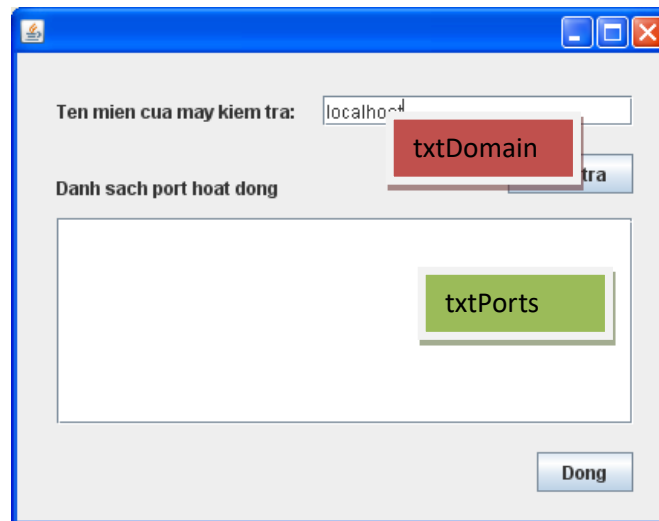 Ten mien cua may kiem tra:
localhost
txtDomain
tra
Danh sach port hoat dong
txtPorts
Dong